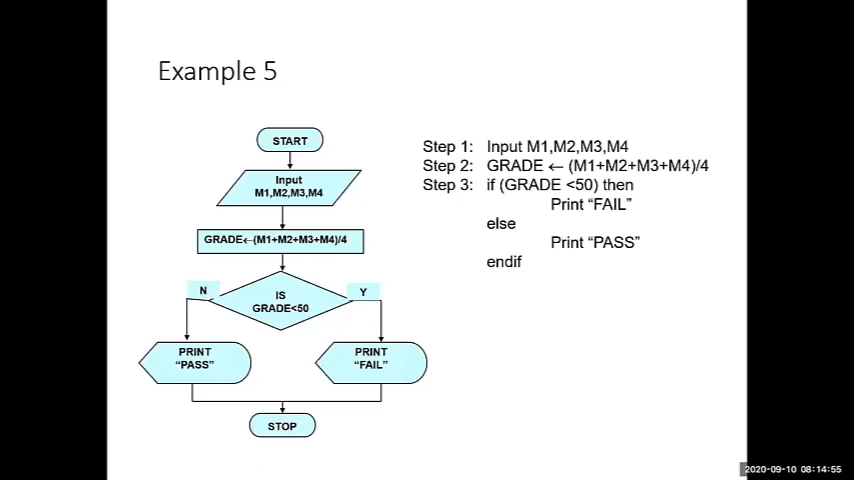 Example 5
START
Input
M1,M2,M3,M4
GRADE←(M1+M2+M3+M4)/4
N
IS
GRADE<50
Y
PRINT
“PASS”
PRINT
“FAIL”
STOP
Step 1: Input M1,M2,M3,M4
Step 2: GRADE ← (M1+M2+M3+M4)/4
Step 3: if (GRADE <50) then
Print “FAIL”
else
Print “PASS”
endif
2020-09-10 08:14:55